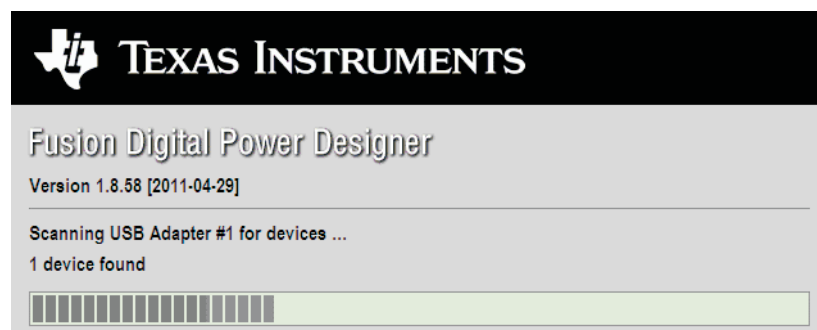 TEXAS INSTRUMENTS
Fusion Digital Power Designer
Version 1.8.58 [2011-04-29]
Scanning USB Adapter #1 for devices ...
1 device found